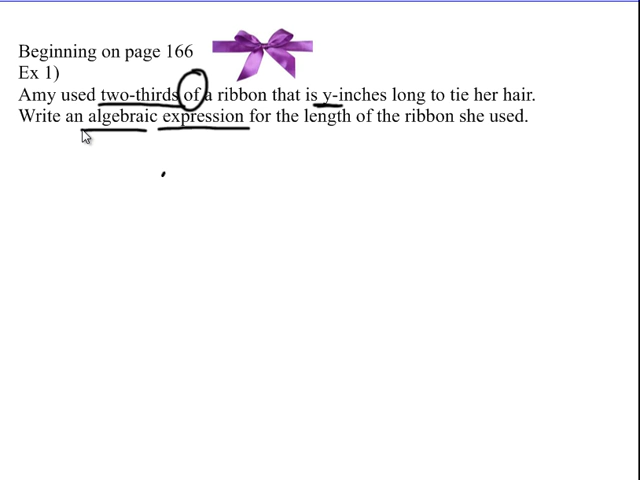 Beginning on page 166
Ex 1)
Amy used two-thirds of a ribbon that is y-inches long to tie her hair.
Write an algebraic expression for the length of the ribbon she used.